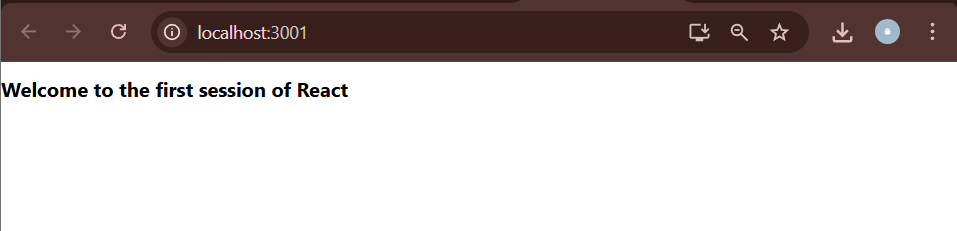 localhost:3001
Welcome to the first session of React